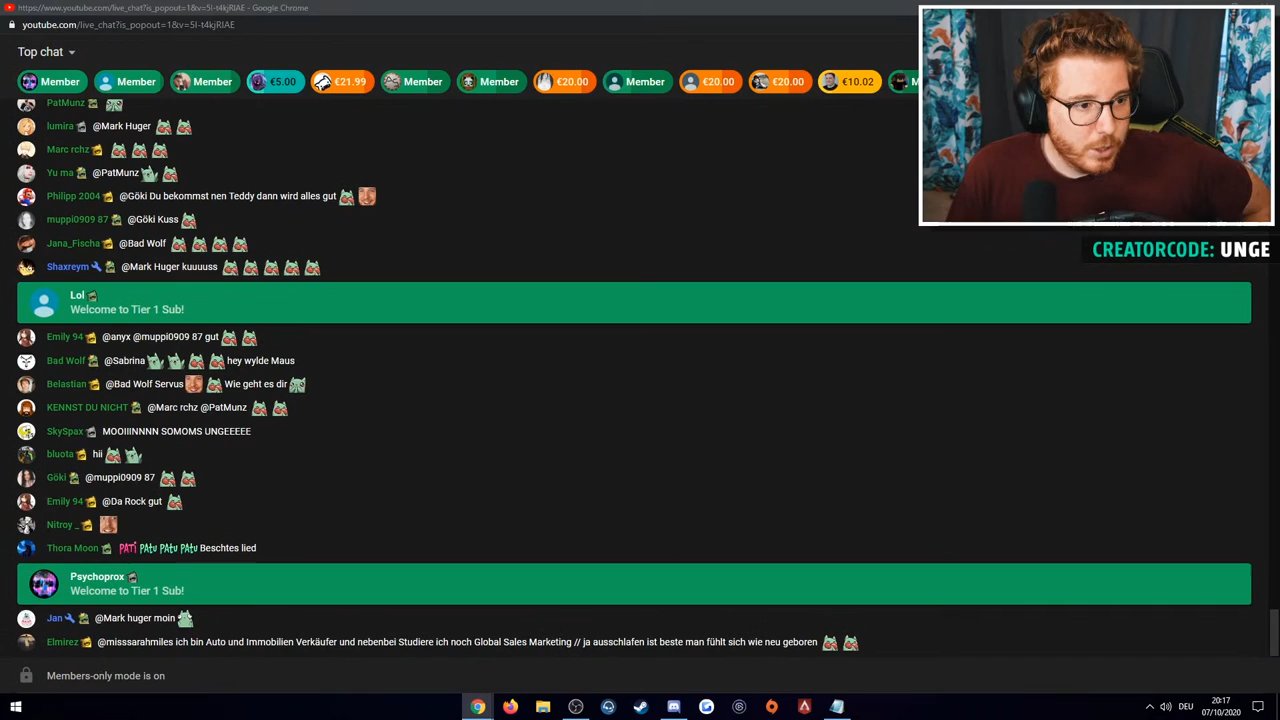 https://www.youtube.com/live_chat?is_popout=1&v=5l-t4kjRIAE - Google Chrome
youtube.com/live_chat?is_popout=1&v=5l-t4kjRIAE
Top chat
Member Member Member €5.00 €21.99 Member Member €20.00 Member €20.00 €20.00 €10.02
PatMunz
lumira @Mark Huger
Marc rchz
Yu ma @PatMunz
Philipp 2004 @Göki Du bekommst nen Teddy dann wird alles gut
muppi0909 87 @Göki Kuss
Jana_Fischa @Bad Wolf
Shaxreym @Mark Huger kuuuuss
CREATORCODE: UNGE
Lol
Welcome to Tier 1 Sub!
Emily 94 @anyx @muppi0909 87 gut
Bad Wolf @Sabrina hey wylde Maus
Belastian @Bad Wolf Servus Wie geht es dir
KENNST DU NICHT @Marc rchz @PatMunz
SkySpax MOOIIINNNN SOMOMS UNGEEEEE
bluota hii
Göki @muppi0909 87
Emily 94 @Da Rock gut
Nitroy _
Thora Moon PATi PAtu PAtu PAtu Beschtes lied
Psychoprox
Welcome to Tier 1 Sub!
Jan @Mark huger moin
Elmirez @misssarahmiles ich bin Auto und Immobilien Verkäufer und nebenbei Studiere ich noch Global Sales Marketing // ja ausschlafen ist beste man fühlt sich wie neu geboren
Members-only mode is on
DEU
20:17
07/10/2020